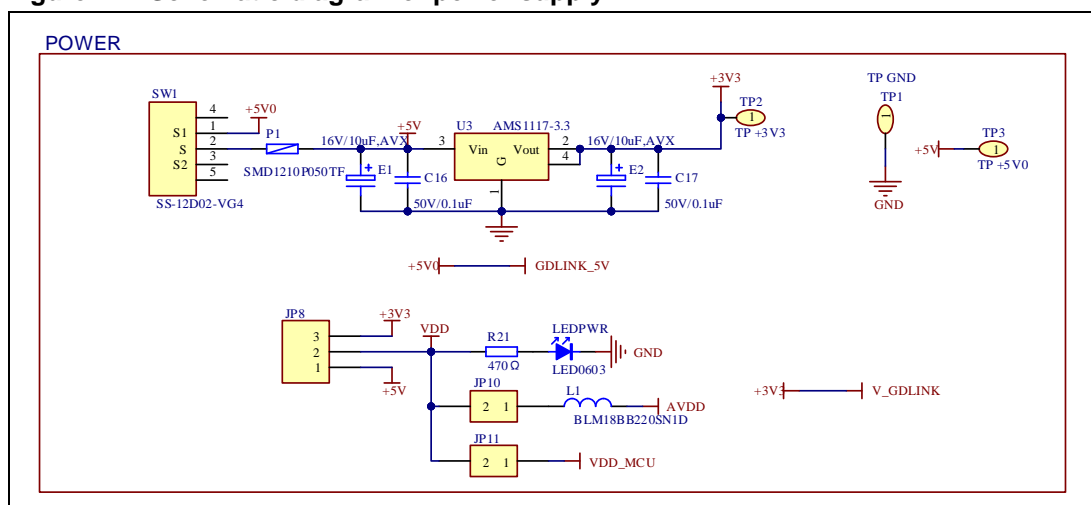 POWER
SW1
4
S1
1
+5V0
S
2
S2
3
5
SS-12D02-VG4
P1
SMD1210P050TF
16V/10uF,AVX
+5V
E1
C16
50V/0.1uF
U3
AMS1117-3.3
3
Vin
Vout
2
4
G
1
16V/10uF,AVX
E2
C17
50V/0.1uF
+3V3
TP2
1
TP +3V3
TP GND
TP1
1
GND
+5V
TP3
1
TP +5V0
+5V0
GDLINK_5V
JP8
3
2
1
+3V3
+5V
VDD
R21
470Ω
LEDPWR
LED0603
GND
JP10
2 1
L1
BLM18BB220SN1D
AVDD
JP11
2 1
VDD_MCU
+3V3
V_GDLINK